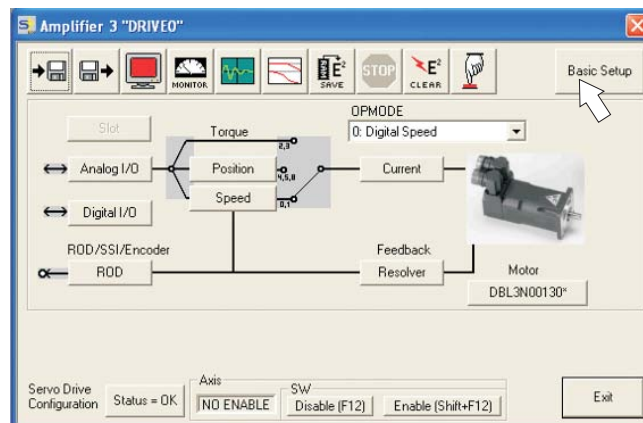 Amplifier 3 "DRIVE0"
MONITOR
E² SAVE
STOP
E² CLEAR
Basic Setup
OPMODE
Slot
Torque
0: Digital Speed
2,3
Analog I/O
Position
4,5,8
Current
Speed
0,1
Digital I/O
ROD/SSI/Encoder
Feedback
ROD
Resolver
Motor
DBL3N00130*
Servo Drive
Configuration
Status = OK
Axis
NO ENABLE
SW
Disable (F12)
Enable (Shift+F12)
Exit